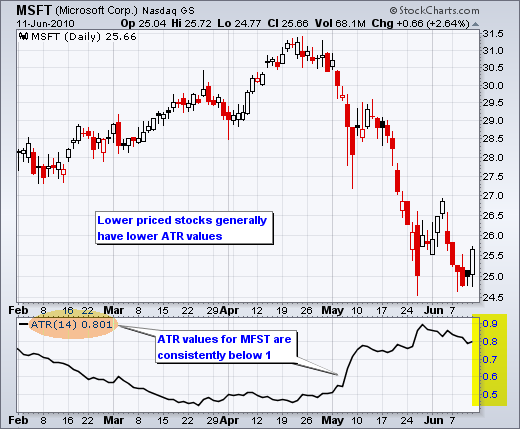 MSFT (Microsoft Corp.) Nasdaq GS © StockCharts.com
11-Jun-2010 Op 25.04 Hi 25.72 Lo 24.91 Cl 25.66 Vol 68.1M Chg +0.66 (+2.64%)
MSFT (Daily) 25.66
31.5
31.0
30.5
30.0
29.5
29.0
28.5
28.0
27.5
27.0
26.5
26.0
25.5
25.0
24.5
Lower priced stocks generally
have lower ATR values
Feb 8 16 22 Mar 8 15 22 Apr 12 19 26 May 10 17 24 Jun 7
ATR(14) 0.801
ATR values for MFST are
consistently below 1
0.9
0.8
0.7
0.6
0.5
Feb 8 16 22 Mar 8 15 22 Apr 12 19 26 May 10 17 24 Jun 7